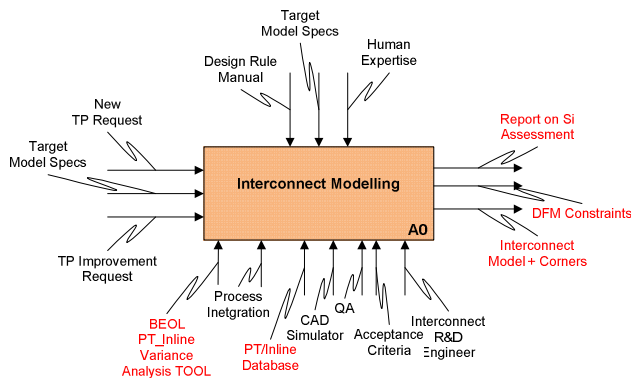 Target
Model Specs
Human
Expertise
Design Rule
Manual
New
TP Request
Target
Model Specs
TP Improvement
Request
Interconnect Modelling
A0
Report on Si
Assessment
DFM Constraints
Interconnect
Model + Corners
BEOL
PT_Inline
Variance
Analysis TOOL
Process
Inetgration
PT/Inline
Database
CAD
Simulator
QA
Acceptance
Criteria
Interconnect
R&D
Engineer